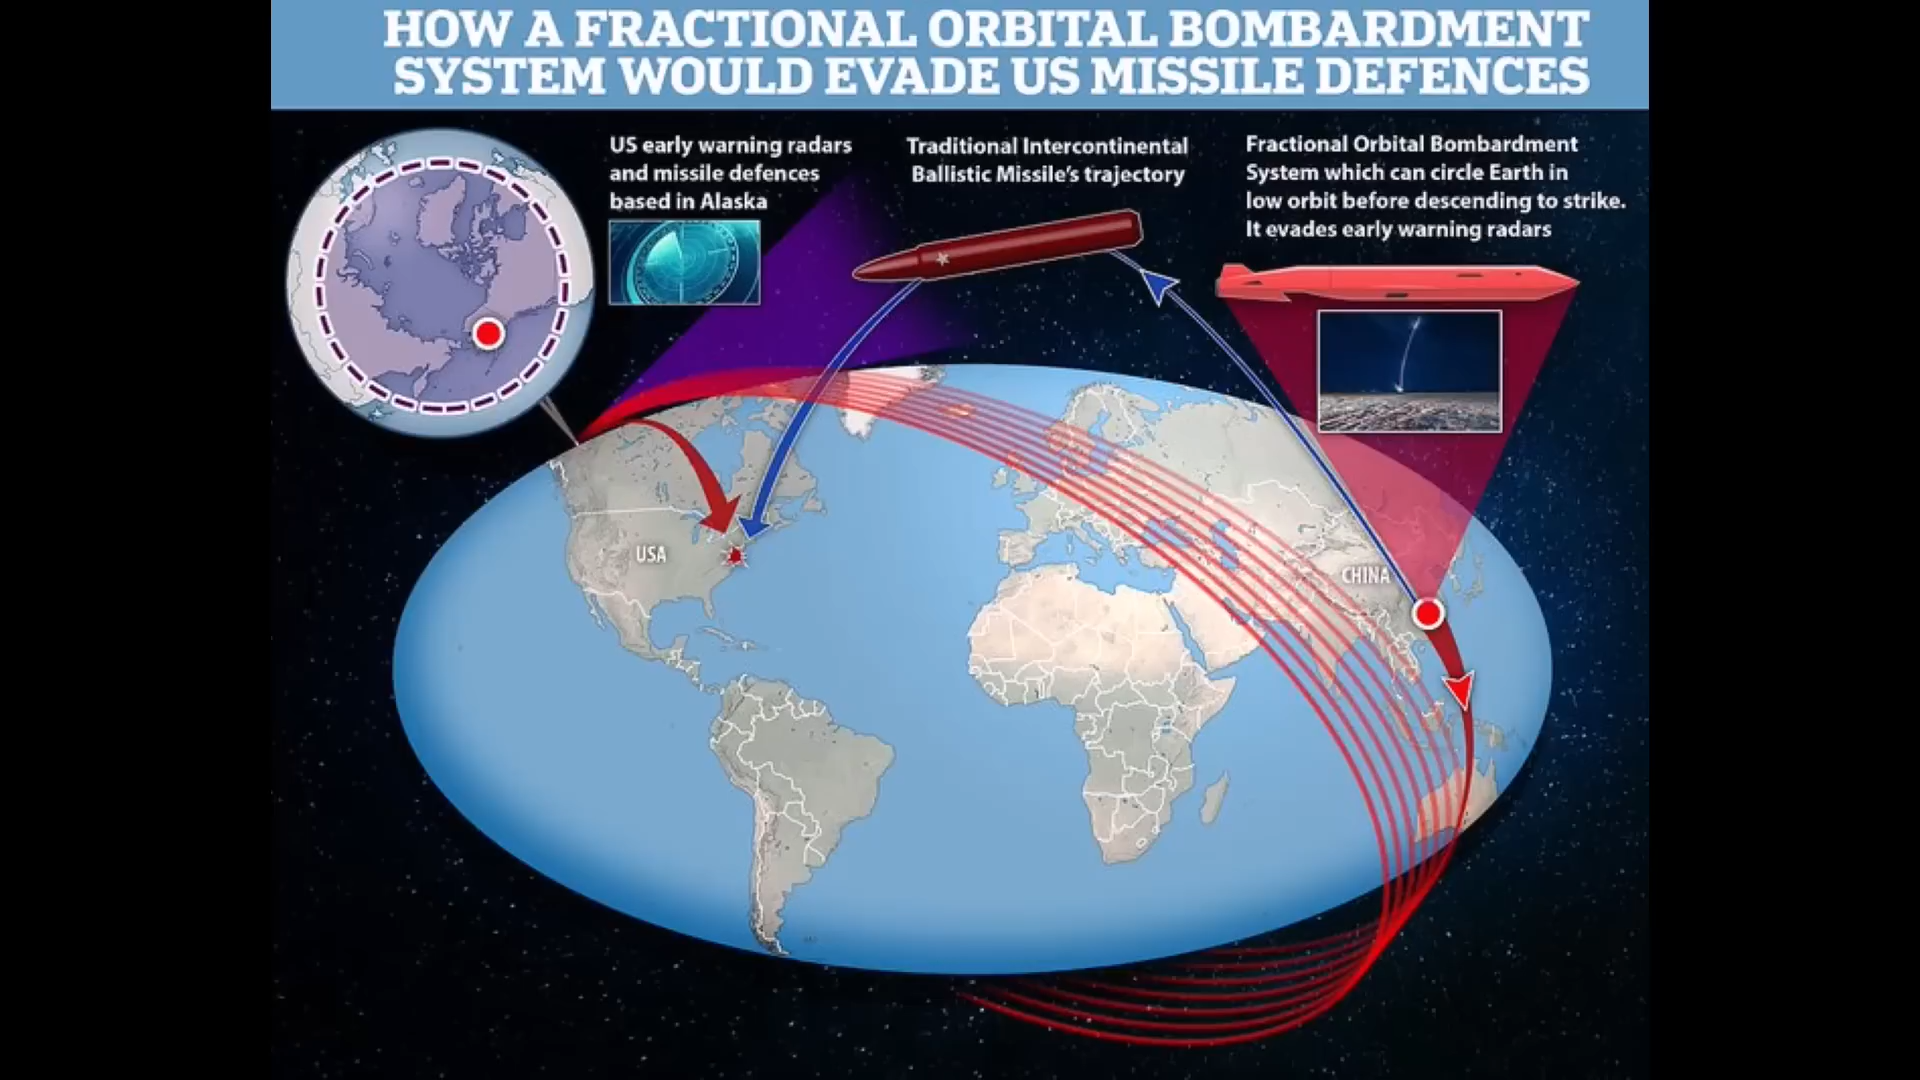 HOW A FRACTIONAL ORBITAL BOMBARDMENT
SYSTEM WOULD EVADE US MISSILE DEFENCES
US early warning radars
and missile defences
based in Alaska
Traditional Intercontinental
Ballistic Missile's trajectory
Fractional Orbital Bombardment
System which can circle Earth in
low orbit before descending to strike.
It evades early warning radars
USA
CHINA